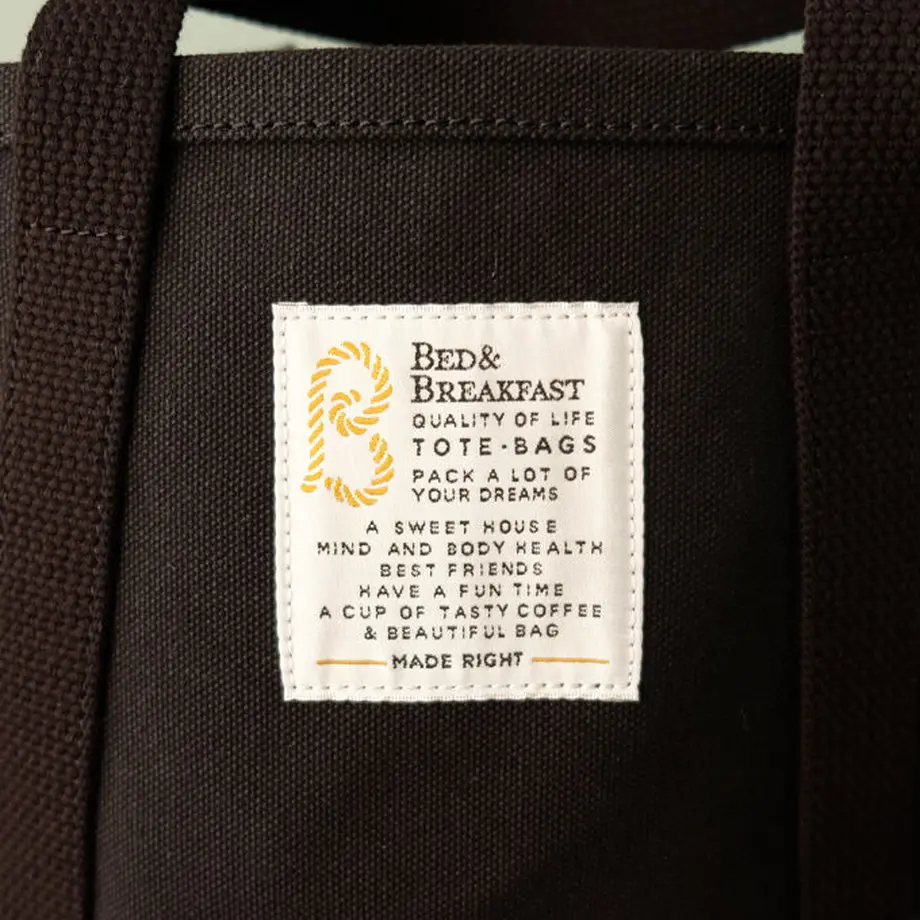 BED &
BREAKFAST
QUALITY OF LIFE
TOTE·BAGS
PACK A LOT OF
YOUR DREAMS
A SWEET HOUSE
MIND AND BODY HEALTH
BEST FRIENDS
HAVE A FUN TIME
A CUP OF TASTY COFFEE
& BEAUTIFUL BAG
MADE RIGHT